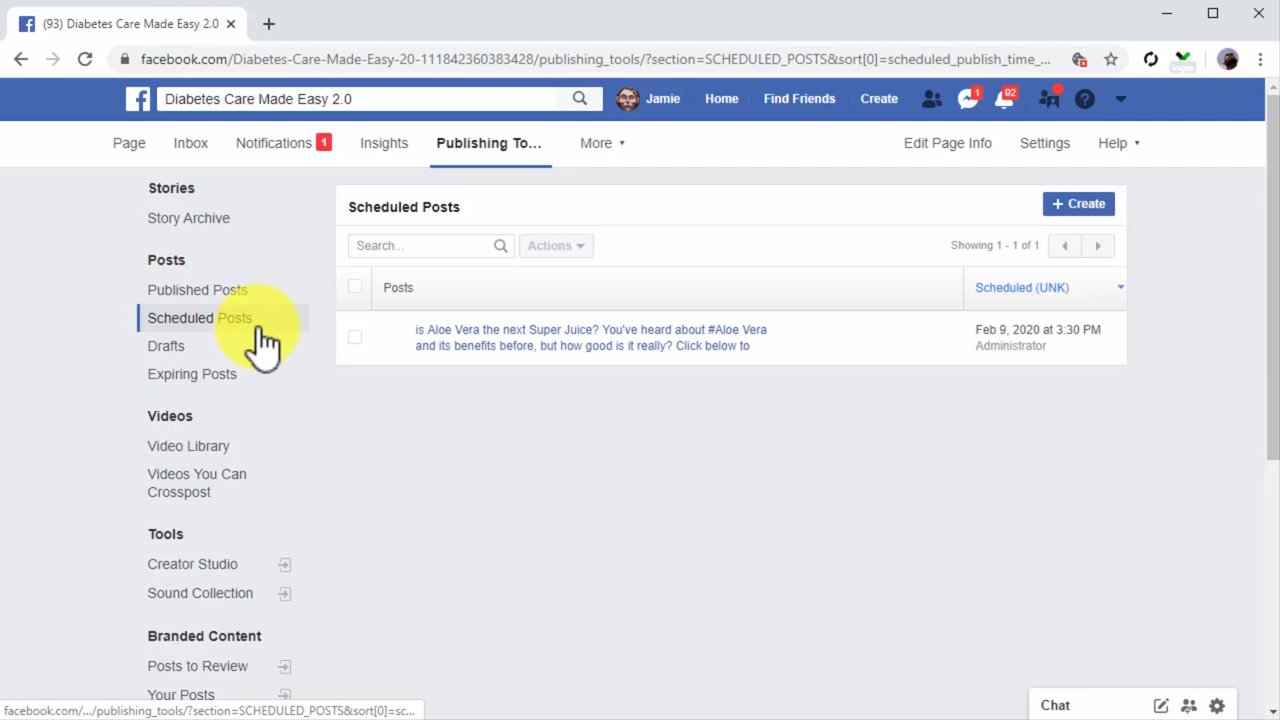 (93) Diabetes Care Made Easy 2.0
facebook.com/Diabetes-Care-Made-Easy-20-111842360383428/publishing_tools/?section=SCHEDULED_POSTS&sort[0]=scheduled_publish_time_...
Diabetes Care Made Easy 2.0
Jamie
Home
Find Friends
Create
1
92
Page
Inbox
Notifications 1
Insights
Publishing To...
More
Edit Page Info
Settings
Help
Stories
Story Archive
Posts
Published Posts
Scheduled Posts
Drafts
Expiring Posts
Videos
Video Library
Videos You Can
Crosspost
Tools
Creator Studio
Sound Collection
Branded Content
Posts to Review
Your Posts
Scheduled Posts
+ Create
Search...
Actions
Showing 1 - 1 of 1
Posts
Scheduled (UNK)
is Aloe Vera the next Super Juice? You've heard about #Aloe Vera
and its benefits before, but how good is it really? Click below to
Feb 9, 2020 at 3:30 PM
Administrator
Chat
facebook.com/.../publishing_tools/?section=SCHEDULED_POSTS&sort[0]=sc...